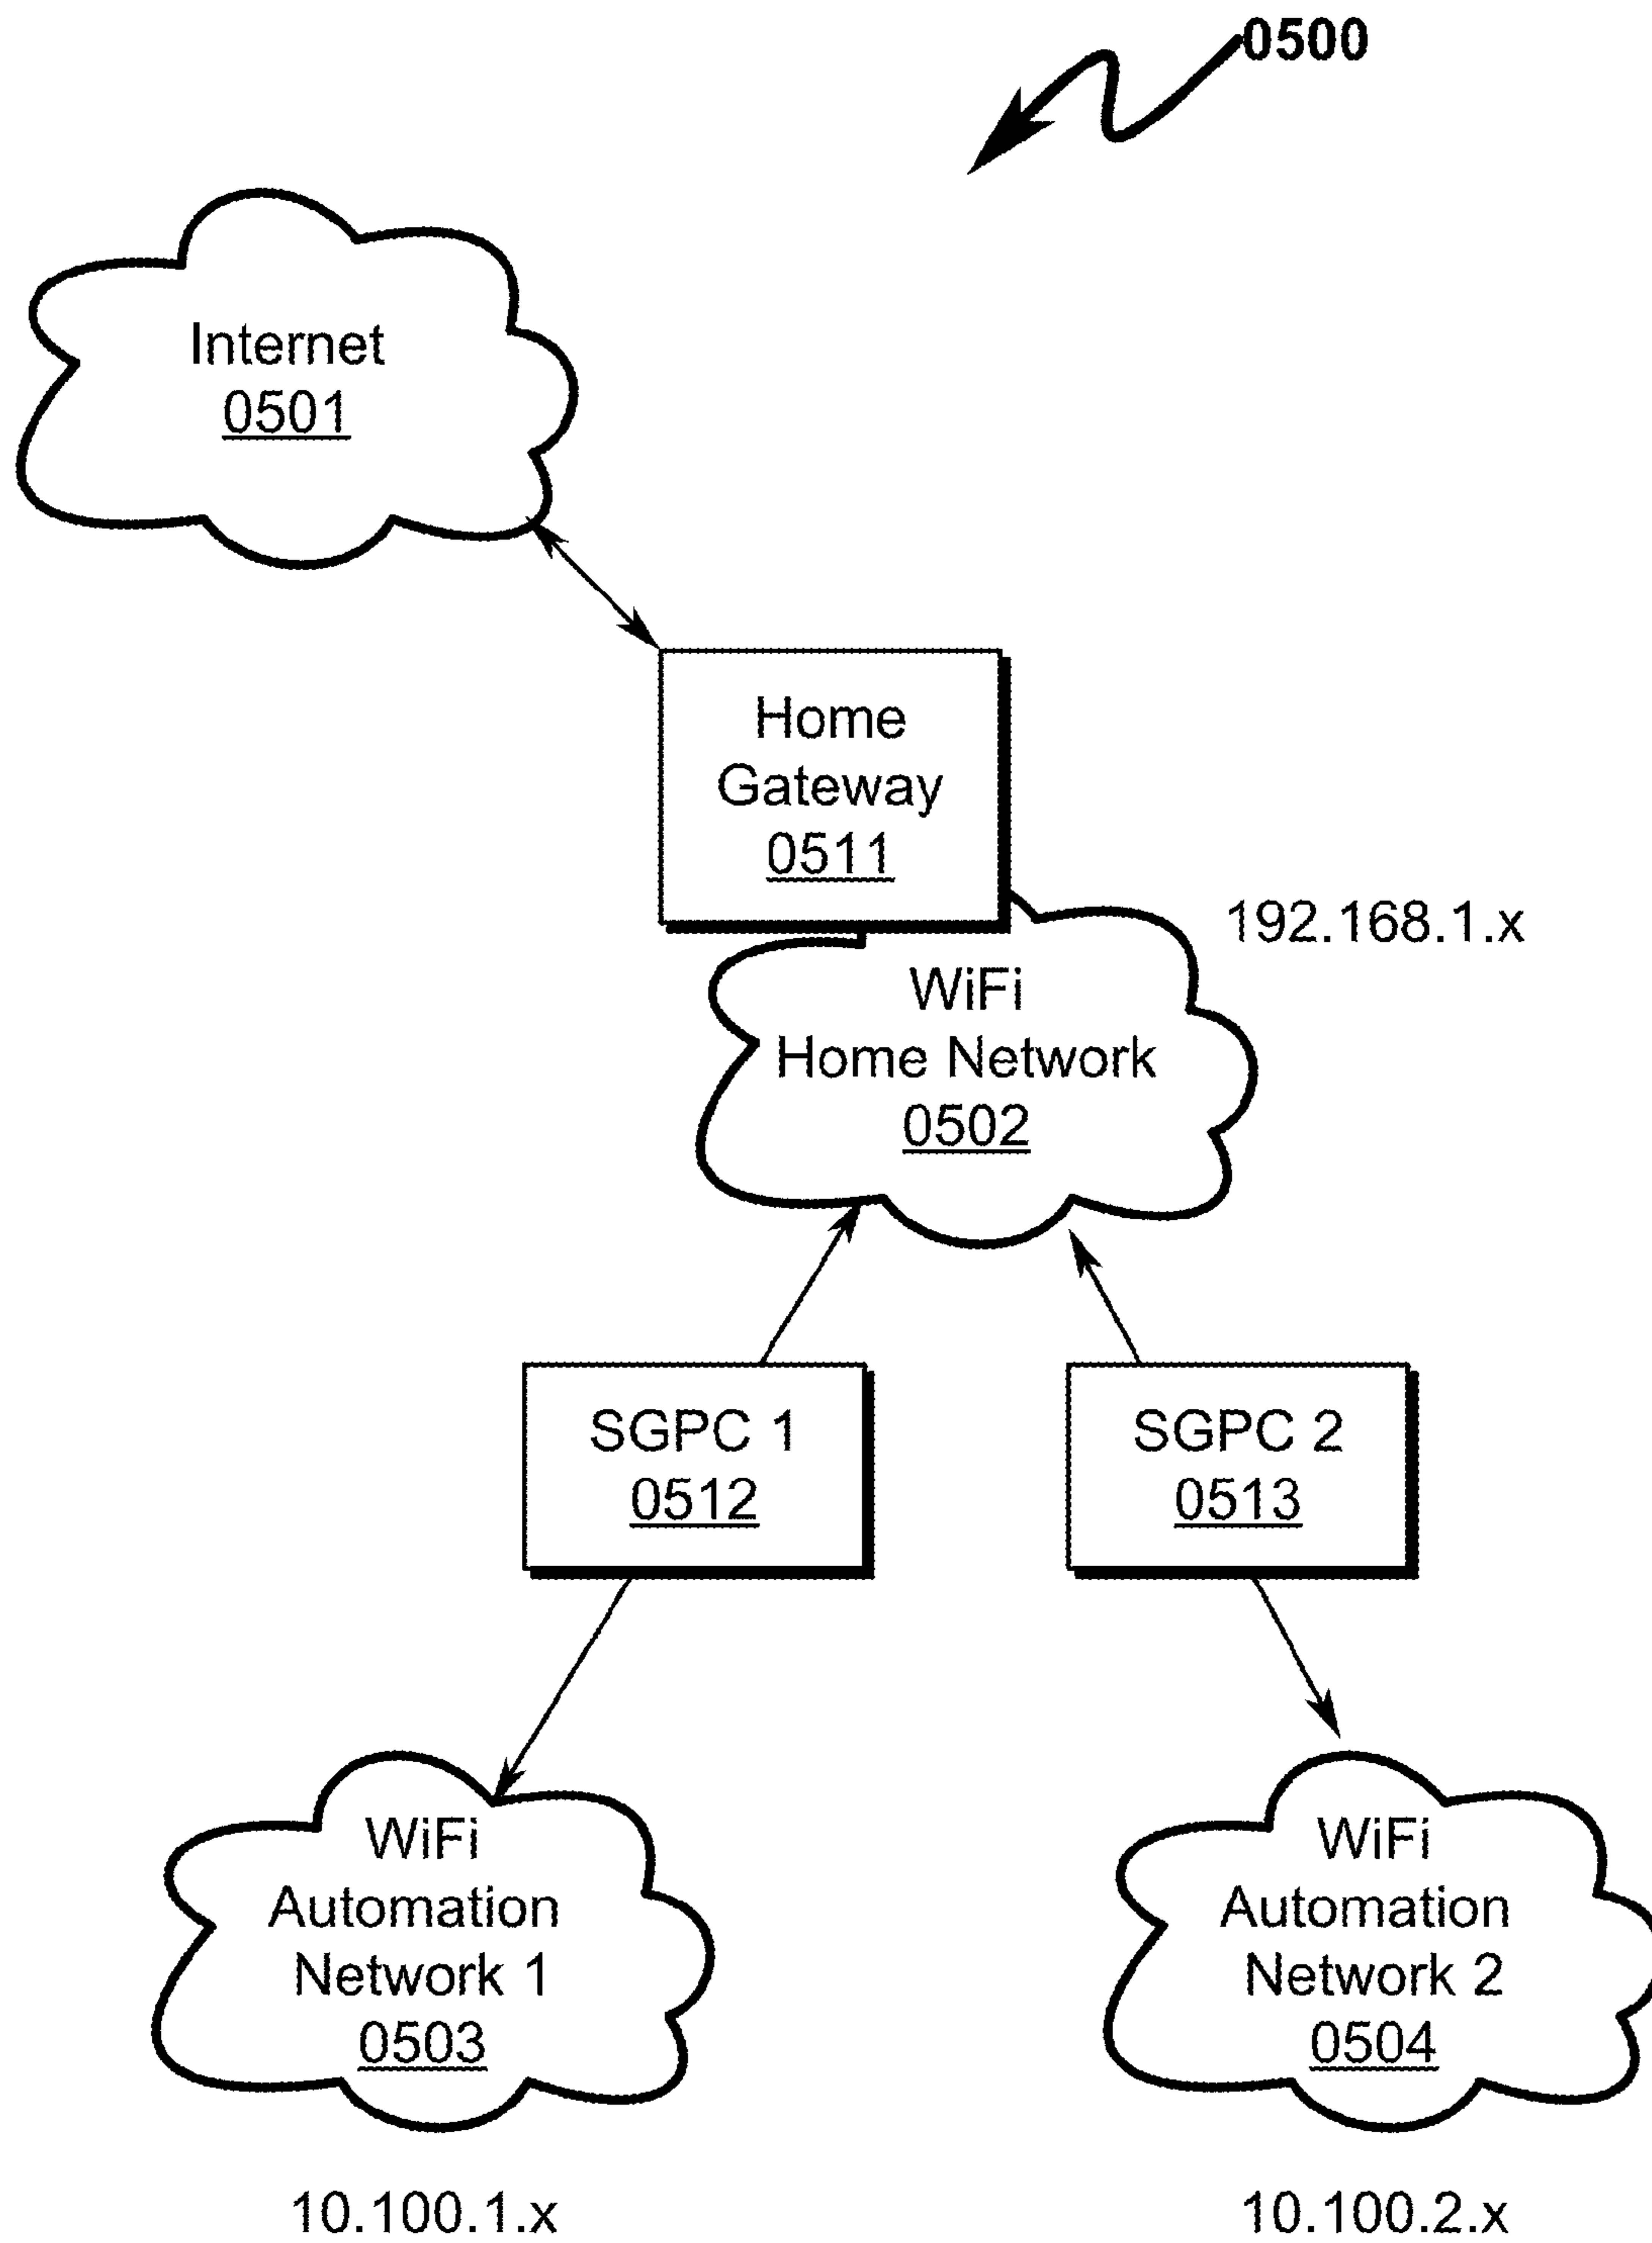 0500
Internet
0501
Home
Gateway
0511
192.168.1.x
WiFi
Home Network
0502
SGPC 1
0512
SGPC 2
0513
WiFi
Automation
Network 1
0503
WiFi
Automation
Network 2
0504
10.100.1.x
10.100.2.x